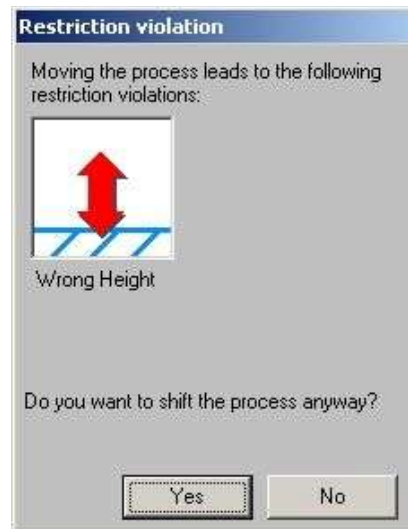 Restriction violation
Moving the process leads to the following
restriction violations:
Wrong Height
Do you want to shift the process anyway?
Yes
No